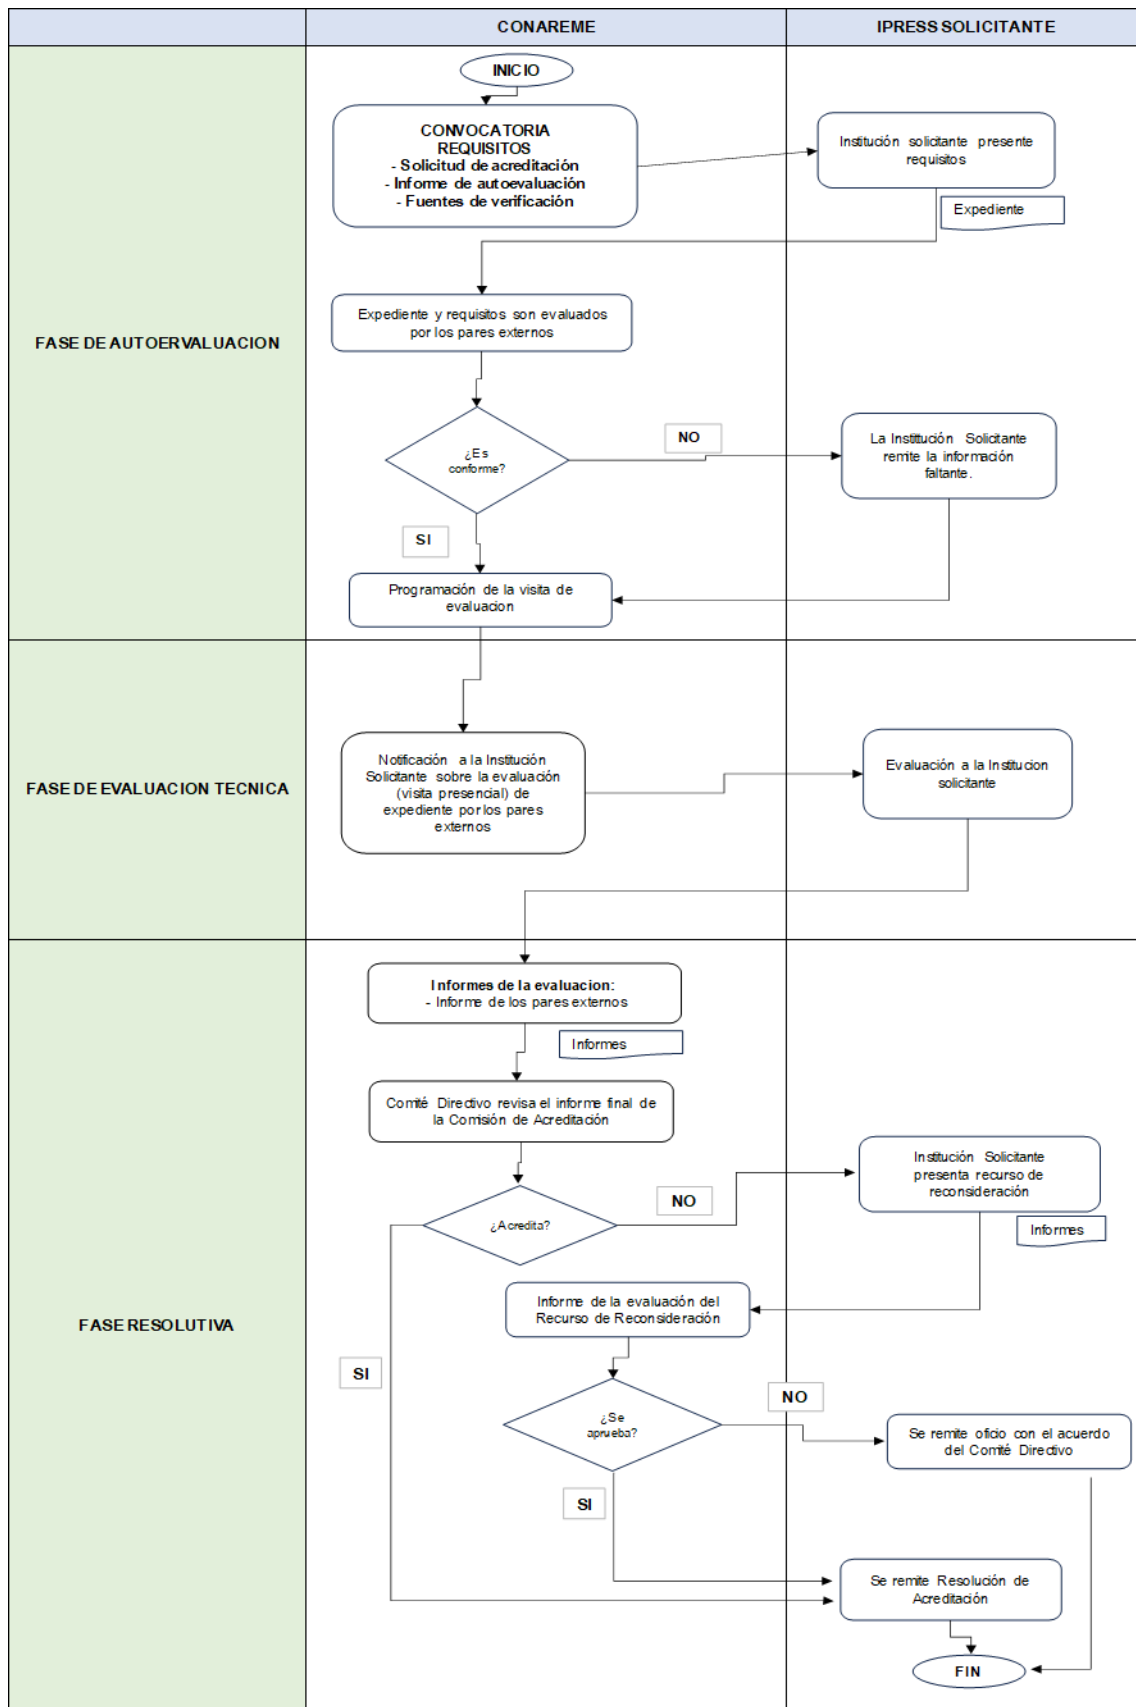 CONAREME
IPRESS SOLICITANTE
FASE DE AUTOERVALUACION
INICIO
CONVOCATORIA
REQUISITOS
- Solicitud de acreditación
- Informe de autoevaluación
- Fuentes de verificación
Institución solicitante presente
requisitos
Expediente
Expediente y requisitos son evaluados
por los pares externos
¿Es
conforme?
NO
La Institución Solicitante
remite la información
faltante.
SI
Programación de la visita de
evaluacion
FASE DE EVALUACION TECNICA
Notificación a la Institución
Solicitante sobre la evaluación
(visita presencial) de
expediente por los pares
externos
Evaluación a la Institucion
solicitante
FASE RESOLUTIVA
Informes de la evaluacion:
- Informe de los pares externos
Informes
Comité Directivo revisa el informe final de
la Comisión de Acreditación
¿Acredita?
NO
Institución Solicitante
presenta recurso de
reconsideración
Informes
Informe de la evaluación del
Recurso de Reconsideración
SI
¿Se
aprueba?
NO
Se remite oficio con el acuerdo
del Comité Directivo
SI
Se remite Resolución de
Acreditación
FIN